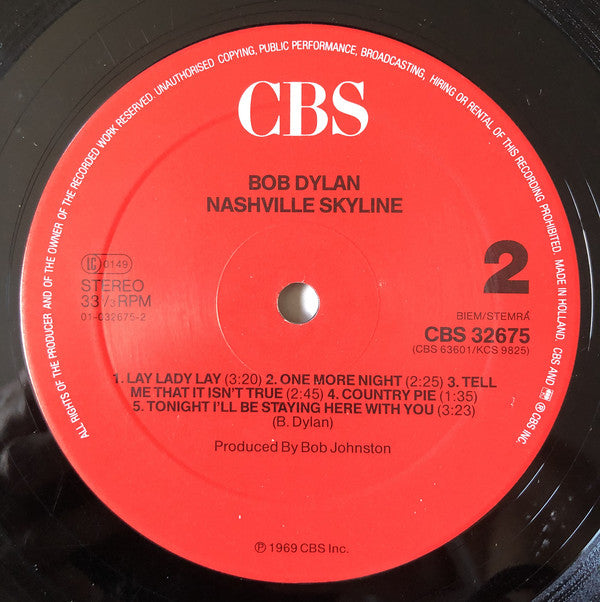 ALL RIGHTS OF THE PRODUCER AND OF THE OWNER OF THE RECORDED WORK RESERVED. UNAUTHORISED COPYING, PUBLIC PERFORMANCE, BROADCASTING, HIRING OR RENTAL OF THIS RECORDING PROHIBITED. MADE IN HOLLAND. CBS AND ℗ CBS INC.
CBS
BOB DYLAN
NASHVILLE SKYLINE
LC 0149
STEREO
33⅓ RPM
01-032675-2
2
BIEM/STEMRA
CBS 32675
(CBS 63601/KCS 9825)
1. LAY LADY LAY (3:20) 2. ONE MORE NIGHT (2:25) 3. TELL
ME THAT IT ISN'T TRUE (2:45) 4. COUNTRY PIE (1:35)
5. TONIGHT I'LL BE STAYING HERE WITH YOU (3:23)
(B. Dylan)
Produced By Bob Johnston
℗ 1969 CBS Inc.